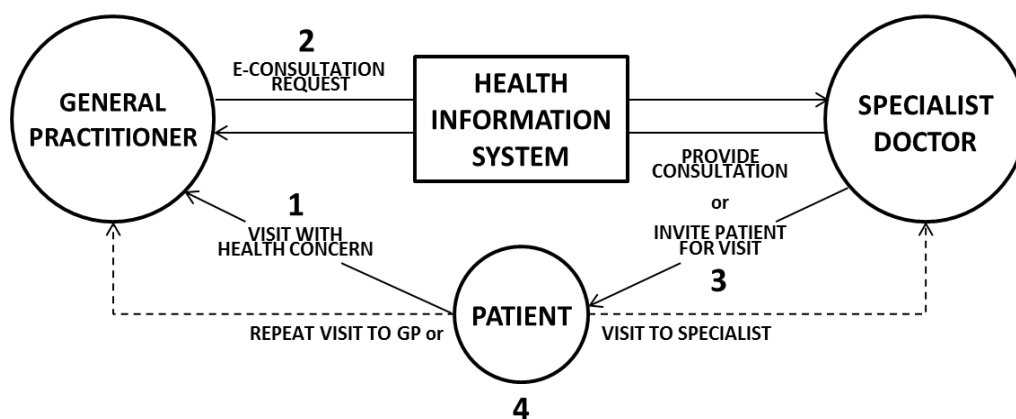 2
E-CONSULTATION
REQUEST
GENERAL
PRACTITIONER
HEALTH
INFORMATION
SYSTEM
SPECIALIST
DOCTOR
PROVIDE
CONSULTATION
or
INVITE PATIENT
FOR VISIT
3
1
VISIT WITH
HEALTH CONCERN
PATIENT
REPEAT VISIT TO GP or
VISIT TO SPECIALIST
4